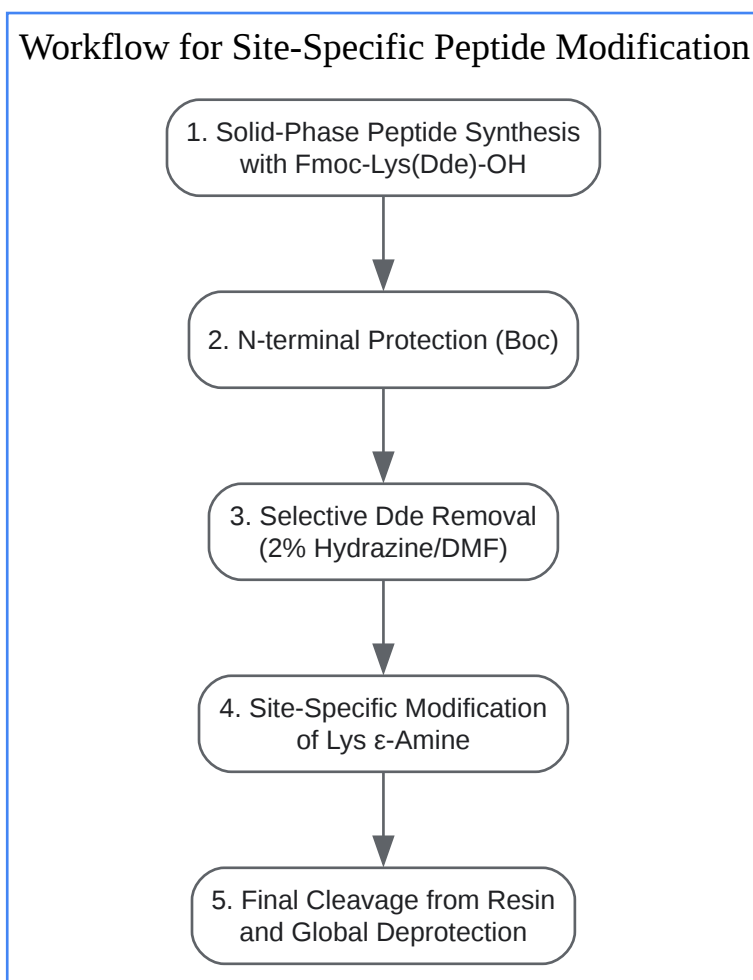 Workflow for Site-Specific Peptide Modification
1. Solid-Phase Peptide Synthesis
with Fmoc-Lys(Dde)-OH
2. N-terminal Protection (Boc)
3. Selective Dde Removal
(2% Hydrazine/DMF)
4. Site-Specific Modification
of Lys ε-Amine
5. Final Cleavage from Resin
and Global Deprotection